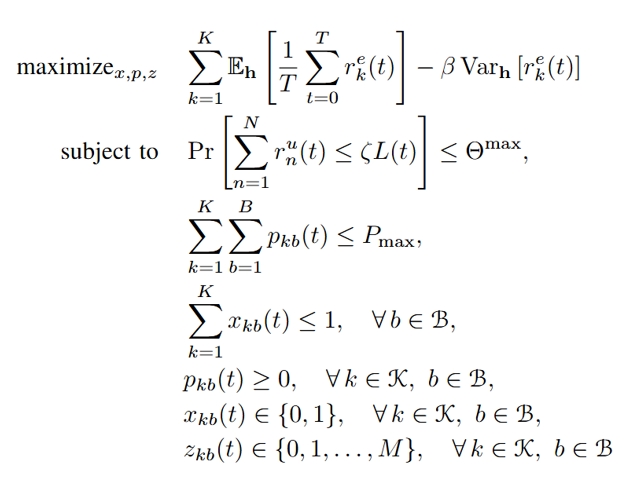 maximize_{x,p,z} \sum_{k=1}^{K} \mathbb{E}_{\mathbf{h}} \left[ \frac{1}{T} \sum_{t=0}^{T} r_k^e(t) \right] - \beta \, \mathrm{Var}_{\mathbf{h}} \left[ r_k^e(t) \right]
subject to \Pr \left[ \sum_{n=1}^{N} r_n^u(t) \leq \zeta L(t) \right] \leq \Theta^{\max},
\sum_{k=1}^{K} \sum_{b=1}^{B} p_{kb}(t) \leq P_{\max},
\sum_{k=1}^{K} x_{kb}(t) \leq 1, \quad \forall b \in \mathcal{B},
p_{kb}(t) \geq 0, \quad \forall k \in \mathcal{K}, \; b \in \mathcal{B},
x_{kb}(t) \in \{0, 1\}, \quad \forall k \in \mathcal{K}, \; b \in \mathcal{B},
z_{kb}(t) \in \{0, 1, \ldots, M\}, \quad \forall k \in \mathcal{K}, \; b \in \mathcal{B}